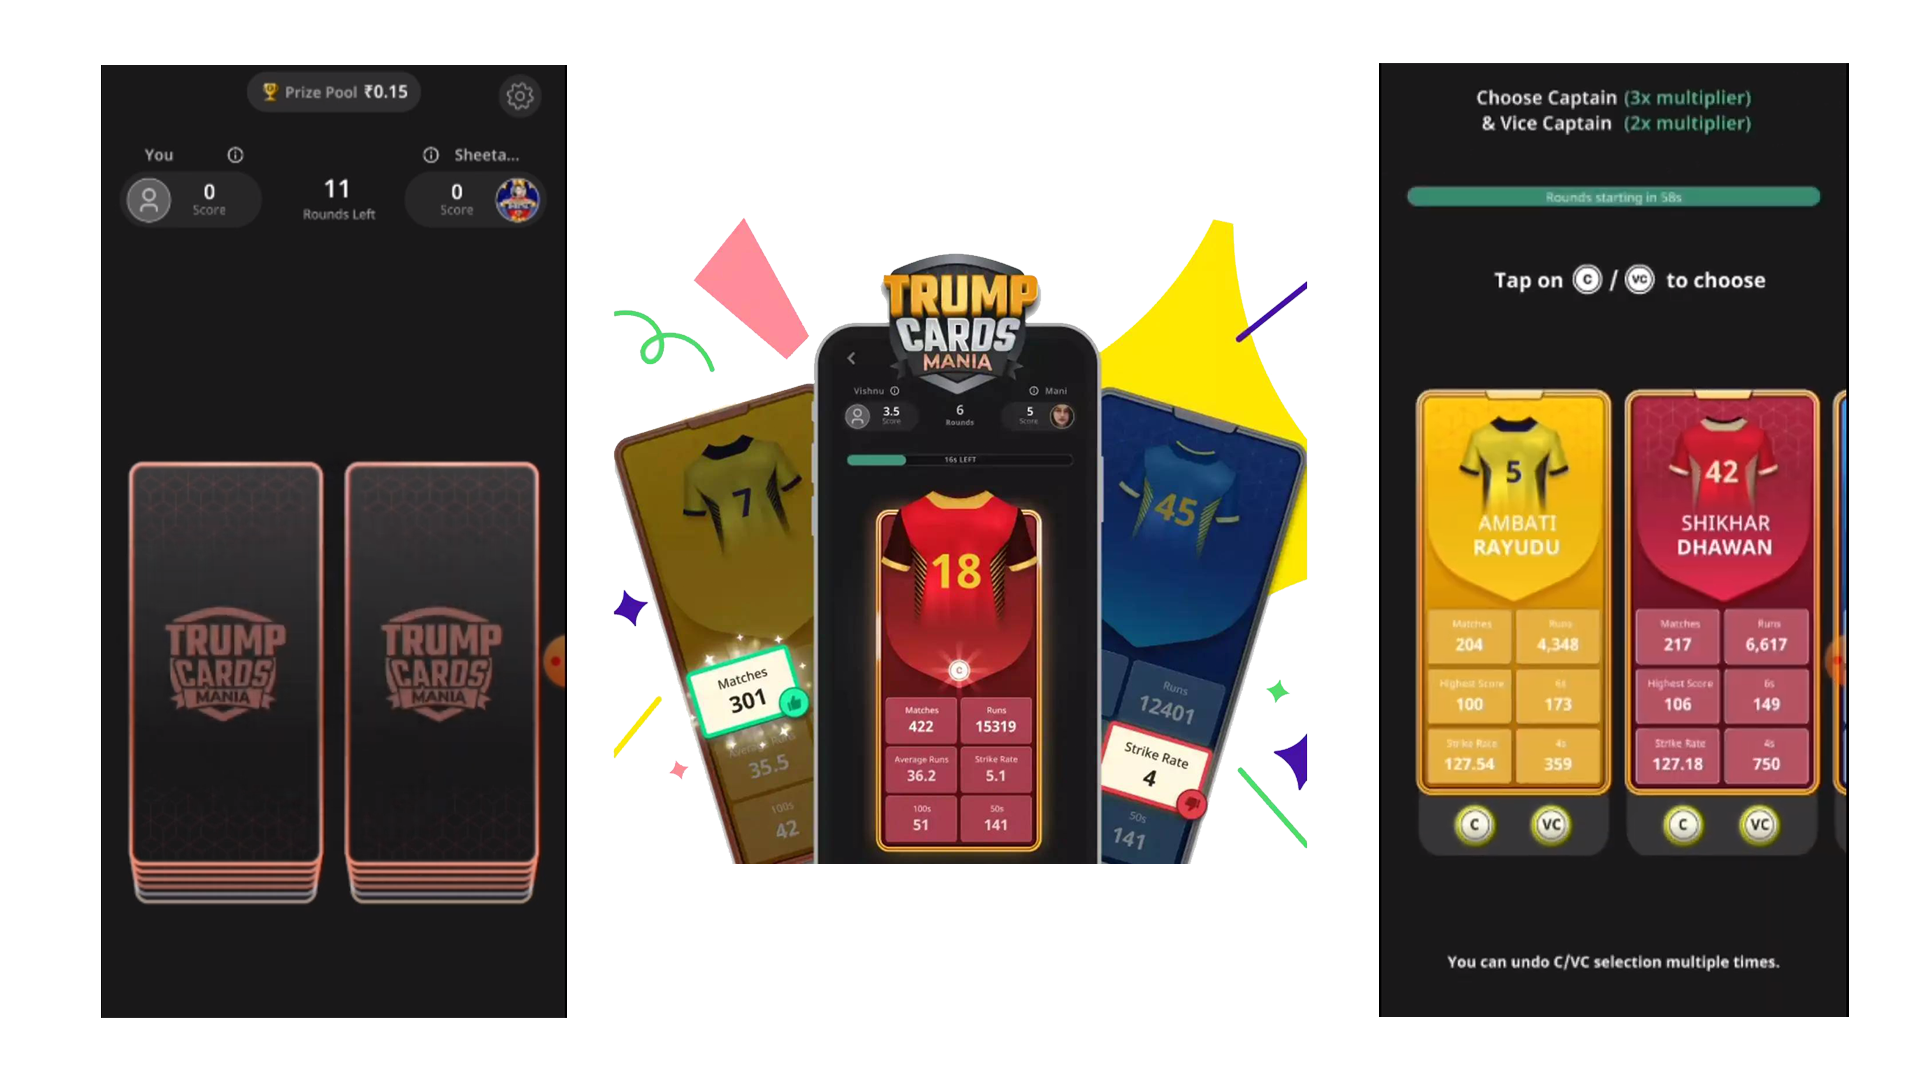 Prize Pool ₹0.15
You
Sheeta...
0
Score
11
Rounds Left
0
Score
TRUMP
CARDS
MANIA
TRUMP
CARDS
MANIA
TRUMP
CARDS
MANIA
Vishnu
Mani
3.5
Score
6
Rounds
5
Score
16s LEFT
7
18
45
C
Matches
301
Average Runs
35.5
100s
42
Matches
422
Runs
15319
Average Runs
36.2
Strike Rate
5.1
100s
51
50s
141
Runs
12401
Strike Rate
4
50s
141
Choose Captain (3x multiplier)
& Vice Captain (2x multiplier)
Rounds starting in 58s
Tap on C / VC to choose
5
AMBATI
RAYUDU
Matches
204
Runs
4,348
Highest Score
100
6s
173
Strike Rate
127.54
4s
359
C
VC
42
SHIKHAR
DHAWAN
Matches
217
Runs
6,617
Highest Score
106
6s
149
Strike Rate
127.18
4s
750
C
VC
You can undo C/VC selection multiple times.